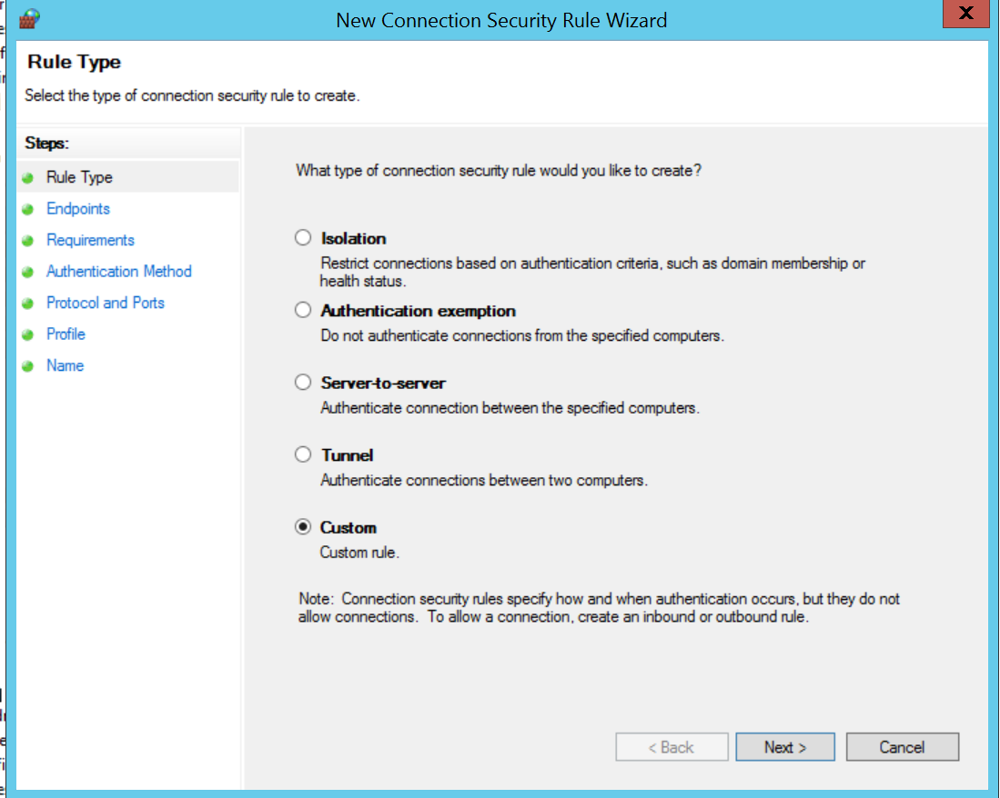 New Connection Security Rule Wizard
X
Rule Type
Select the type of connection security rule to create.
Steps:
Rule Type
Endpoints
Requirements
Authentication Method
Protocol and Ports
Profile
Name
What type of connection security rule would you like to create?
Isolation
Restrict connections based on authentication criteria, such as domain membership or
health status.
Authentication exemption
Do not authenticate connections from the specified computers.
Server-to-server
Authenticate connection between the specified computers.
Tunnel
Authenticate connections between two computers.
Custom
Custom rule.
Note:  Connection security rules specify how and when authentication occurs, but they do not
allow connections.  To allow a connection, create an inbound or outbound rule.
< Back
Next >
Cancel